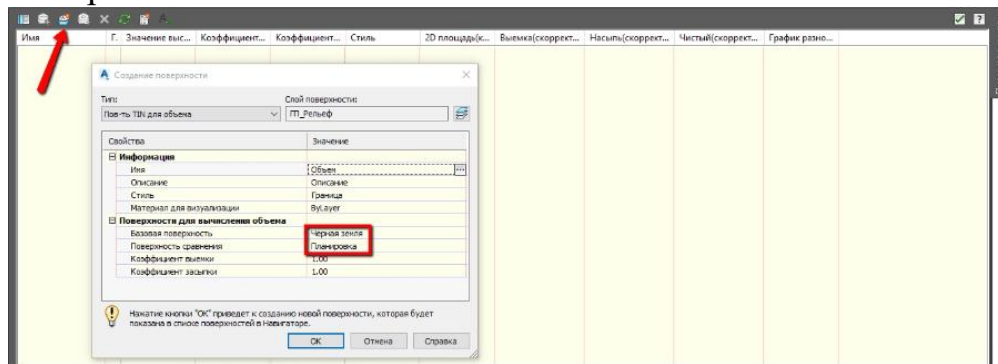 Имя Г. Значение выс... Коэффициент... Коэффициент... Стиль 2D площадь(к... Выемка(скоррект... Насыпь(скоррект... Чистый(скоррект... График разно...
Создание поверхности
Тип: Слой поверхности:
Пов-ть TIN для объема ГП_Рельеф
Свойства Значение
Информация
Имя Объем
Описание Описание
Стиль Граница
Материал для визуализации ByLayer
Поверхности для вычисления объема
Базовая поверхность Черная земля
Поверхность сравнения Планировка
Коэффициент выемки 1.00
Коэффициент засыпки 1.00
Нажатие кнопки "ОК" приведет к созданию новой поверхности, которая будет
показана в списке поверхностей в Навигаторе.
ОК Отмена Справка